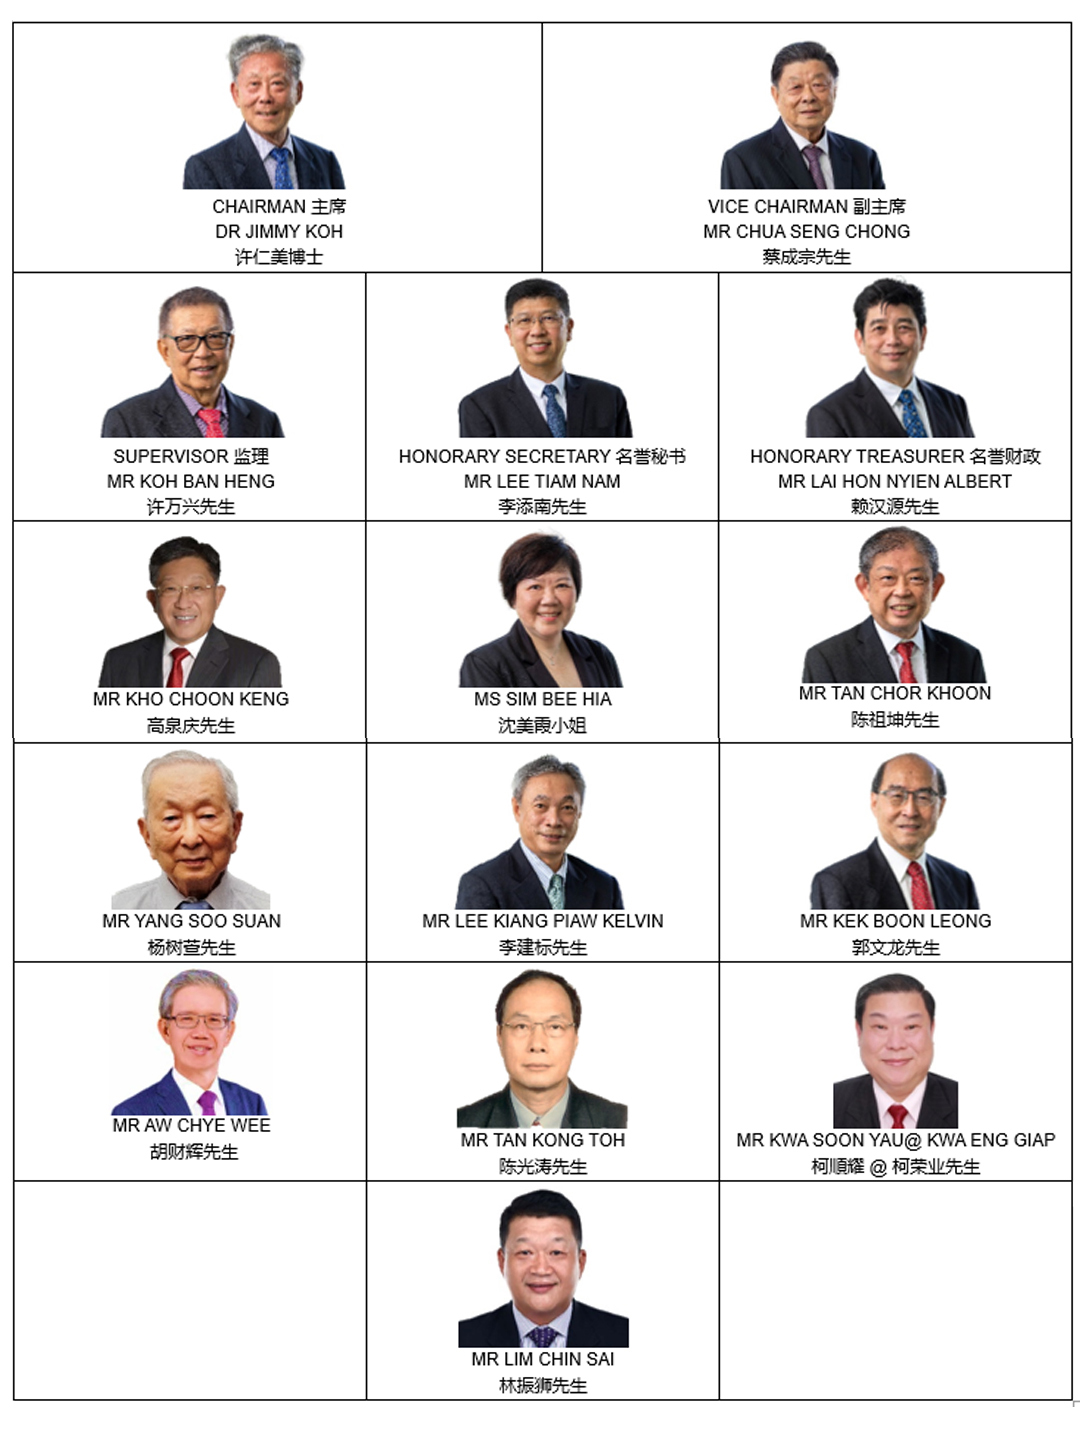 CHAIRMAN 主席
DR JIMMY KOH
许仁美博士
VICE CHAIRMAN 副主席
MR CHUA SENG CHONG
蔡成宗先生
SUPERVISOR 监理
MR KOH BAN HENG
许万兴先生
HONORARY SECRETARY 名誉秘书
MR LEE TIAM NAM
李添南先生
HONORARY TREASURER 名誉财政
MR LAI HON NYIEN ALBERT
赖汉源先生
MR KHO CHOON KENG
高泉庆先生
MS SIM BEE HIA
沈美霞小姐
MR TAN CHOR KHOON
陈祖坤先生
MR YANG SOO SUAN
杨树萱先生
MR LEE KIANG PIAW KELVIN
李建标先生
MR KEK BOON LEONG
郭文龙先生
MR AW CHYE WEE
胡财辉先生
MR TAN KONG TOH
陈光涛先生
MR KWA SOON YAU@ KWA ENG GIAP
柯順耀 @ 柯荣业先生
MR LIM CHIN SAI
林振狮先生